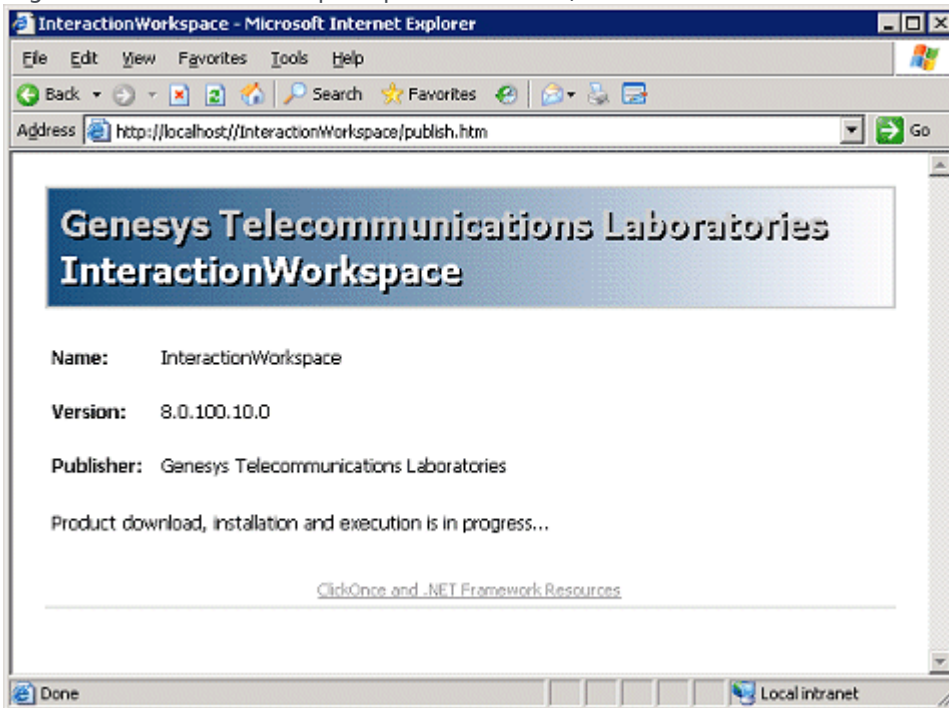 InteractionWorkspace - Microsoft Internet Explorer
File Edit View Favorites Tools Help
Back Search Favorites
Address http://localhost//InteractionWorkspace/publish.htm Go
Genesys Telecommunications Laboratories
InteractionWorkspace
Name: InteractionWorkspace
Version: 8.0.100.10.0
Publisher: Genesys Telecommunications Laboratories
Product download, installation and execution is in progress...
ClickOnce and .NET Framework Resources
Done Local intranet